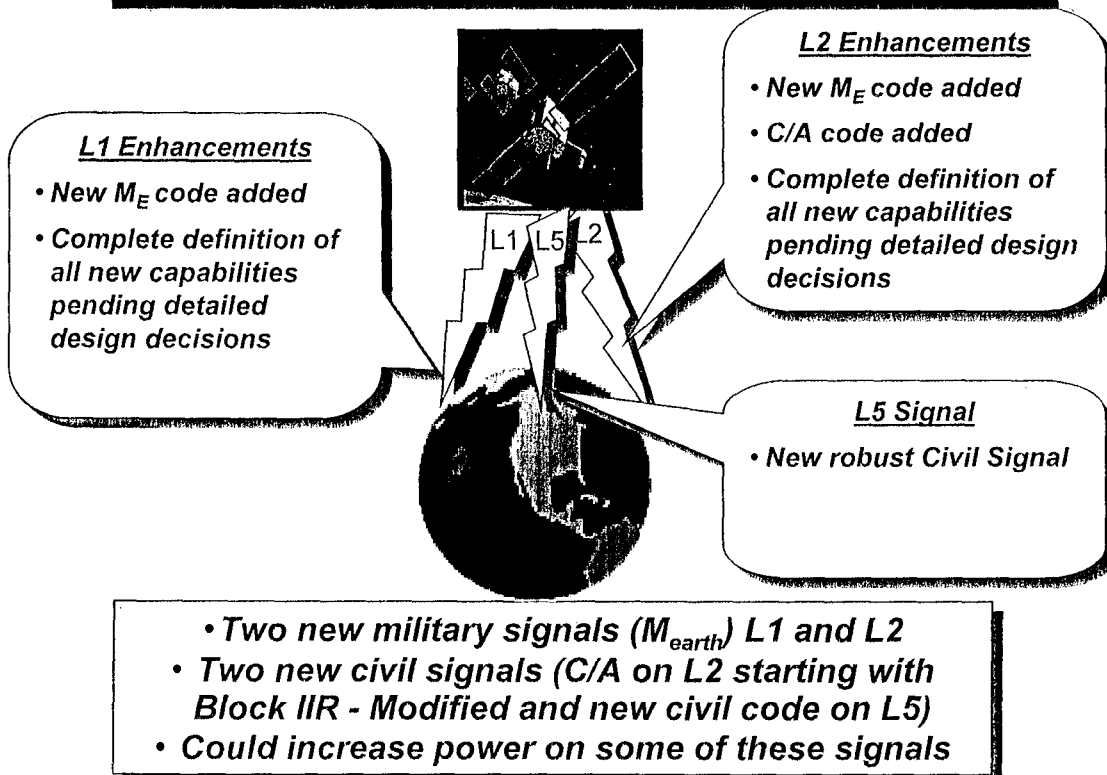 L1 Enhancements
• New M_E code added
• Complete definition of
all new capabilities
pending detailed
design decisions
L2 Enhancements
• New M_E code added
• C/A code added
• Complete definition of
all new capabilities
pending detailed design
decisions
L1 L5 L2
L5 Signal
• New robust Civil Signal
• Two new military signals (M_earth) L1 and L2
• Two new civil signals (C/A on L2 starting with
Block IIR - Modified and new civil code on L5)
• Could increase power on some of these signals